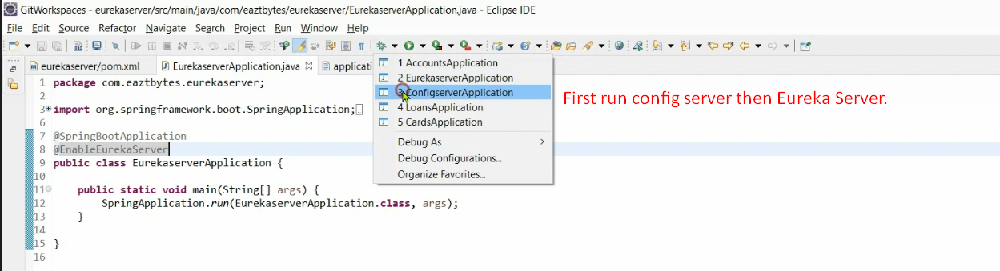 GitWorkspaces - eurekaserver/src/main/java/com/eaztbytes/eurekaserver/EurekaserverApplication.java - Eclipse IDE
File Edit Source Refactor Navigate Search Project Run Window Help
eurekaserver/pom.xml EurekaserverApplication.java applicati
1 package com.eaztbytes.eurekaserver;
2
3 import org.springframework.boot.SpringApplication;
6
7 @SpringBootApplication
8 @EnableEurekaServer
9 public class EurekaserverApplication {
10
11 public static void main(String[] args) {
12 SpringApplication.run(EurekaserverApplication.class, args);
13 }
14
15 }
16
1 AccountsApplication
2 EurekaserverApplication
3 ConfigserverApplication
4 LoansApplication
5 CardsApplication
Debug As
Debug Configurations...
Organize Favorites...
First run config server then Eureka Server.